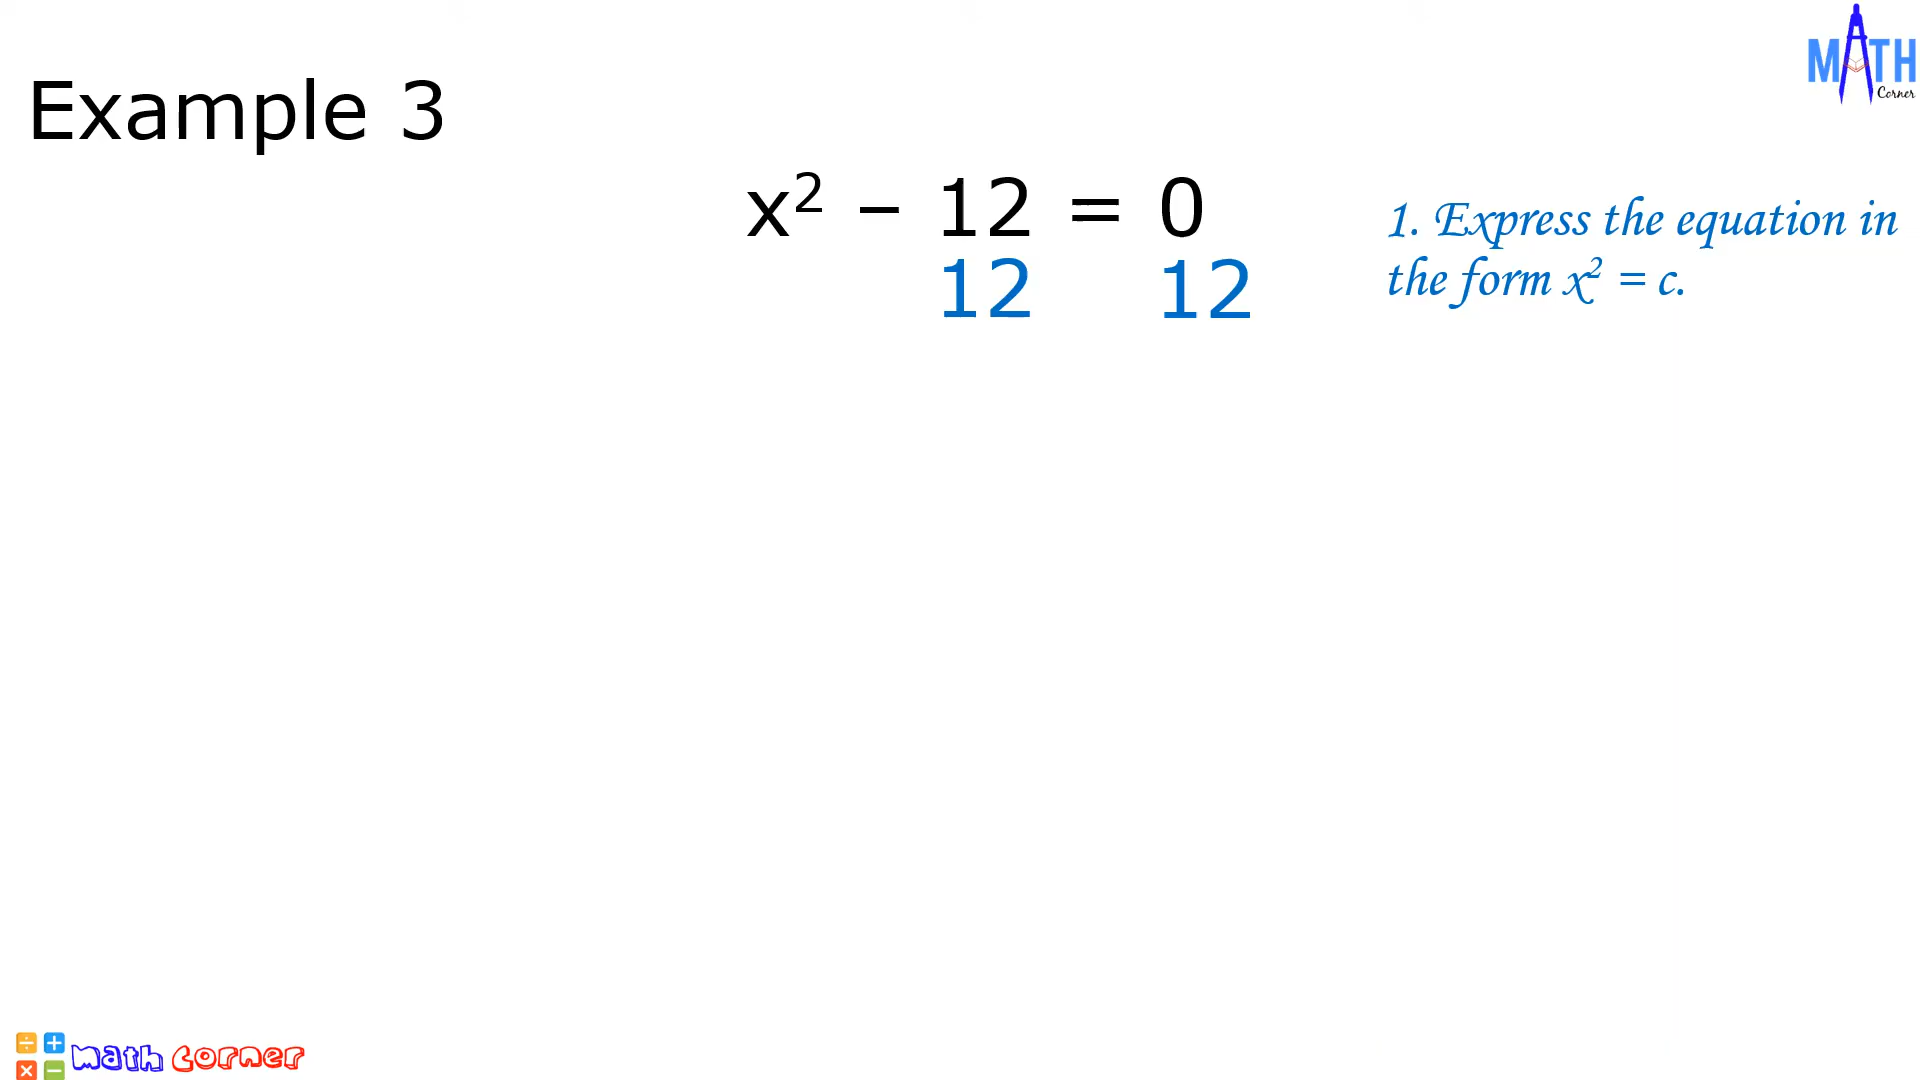 MATH
Corner
Example 3
x² – 12 = 0
12 12
1. Express the equation in
the form x² = c.
÷ +
× −
math corner